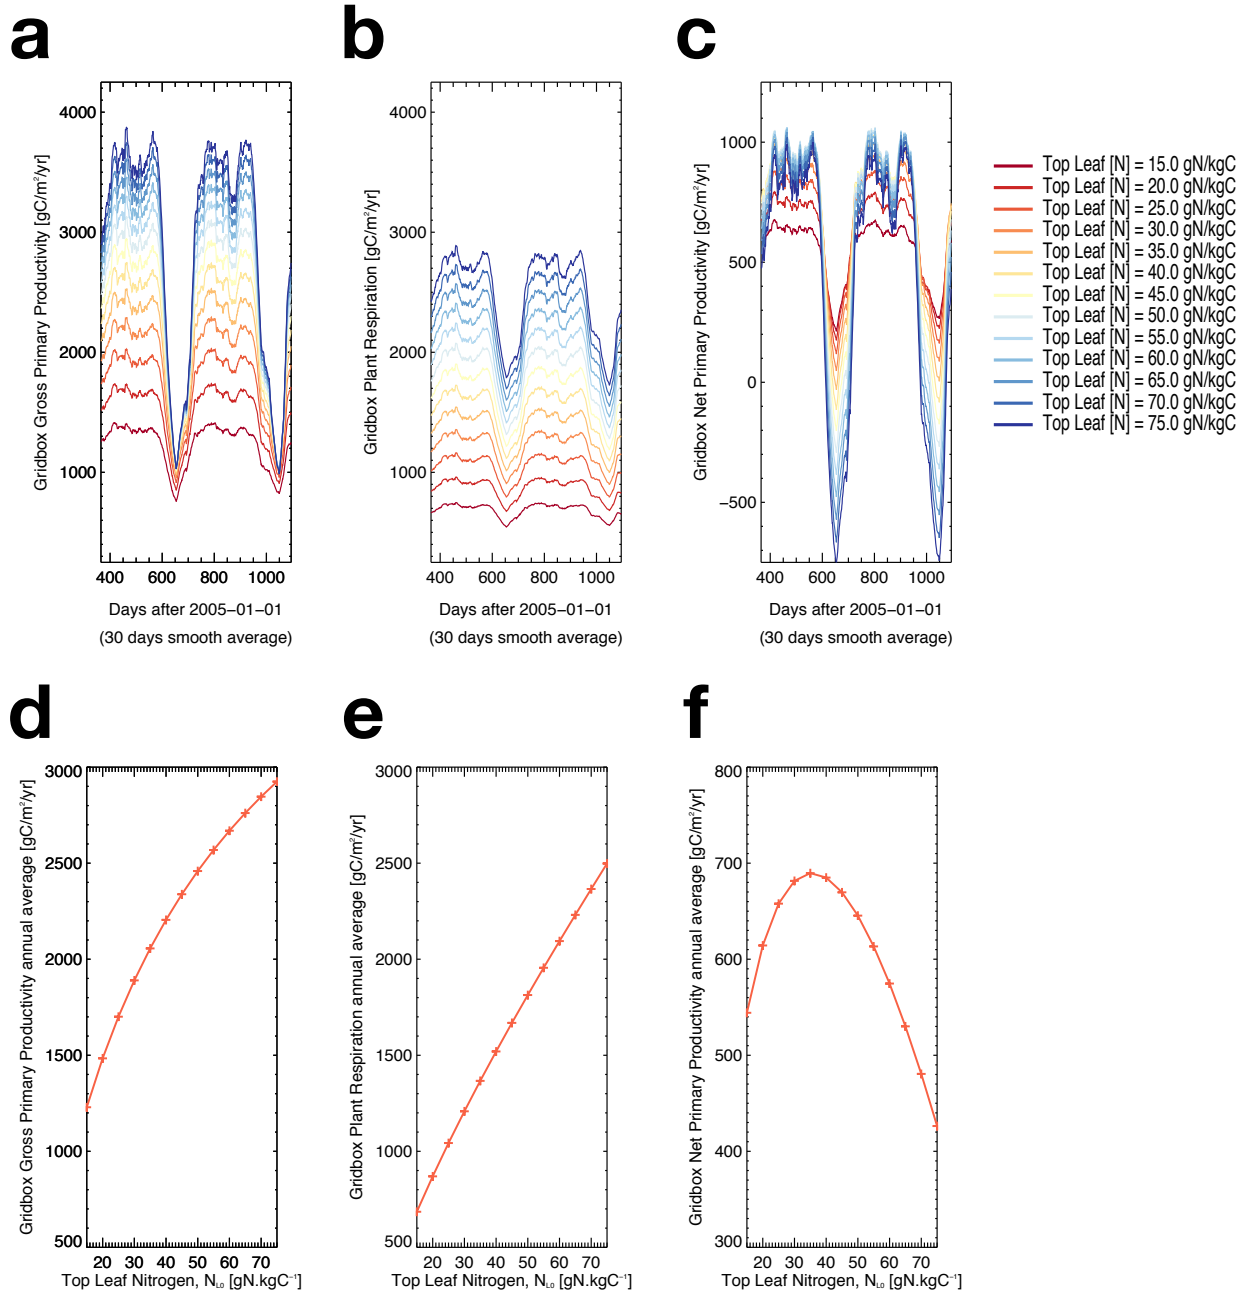 a
b
c
Gridbox Gross Primary Productivity [gC/m²/yr]
4000
3000
2000
1000
400 600 800 1000
Days after 2005−01−01
(30 days smooth average)
Gridbox Plant Respiration [gC/m²/yr]
4000
3000
2000
1000
400 600 800 1000
Days after 2005−01−01
(30 days smooth average)
Gridbox Net Primary Productivity [gC/m²/yr]
1000
500
0
−500
400 600 800 1000
Days after 2005−01−01
(30 days smooth average)
Top Leaf [N] = 15.0 gN/kgC
Top Leaf [N] = 20.0 gN/kgC
Top Leaf [N] = 25.0 gN/kgC
Top Leaf [N] = 30.0 gN/kgC
Top Leaf [N] = 35.0 gN/kgC
Top Leaf [N] = 40.0 gN/kgC
Top Leaf [N] = 45.0 gN/kgC
Top Leaf [N] = 50.0 gN/kgC
Top Leaf [N] = 55.0 gN/kgC
Top Leaf [N] = 60.0 gN/kgC
Top Leaf [N] = 65.0 gN/kgC
Top Leaf [N] = 70.0 gN/kgC
Top Leaf [N] = 75.0 gN/kgC
d
e
f
Gridbox Gross Primary Productivity annual average [gC/m²/yr]
3000
2500
2000
1500
1000
500
20 30 40 50 60 70
Top Leaf Nitrogen, N_L0 [gN.kgC⁻¹]
Gridbox Plant Respiration annual average [gC/m²/yr]
3000
2500
2000
1500
1000
500
20 30 40 50 60 70
Top Leaf Nitrogen, N_L0 [gN.kgC⁻¹]
Gridbox Net Primary Productivity annual average [gC/m²/yr]
800
700
600
500
400
300
20 30 40 50 60 70
Top Leaf Nitrogen, N_L0 [gN.kgC⁻¹]